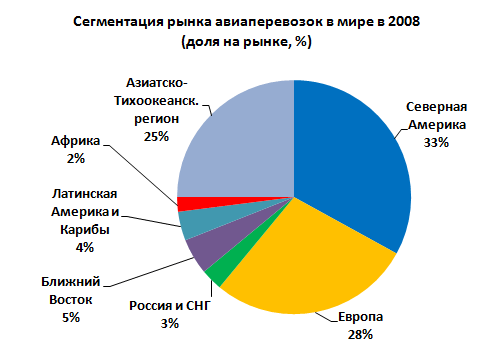 Сегментация рынка авиаперевозок в мире в 2008
(доля на рынке, %)
Северная
Америка
33%
Европа
28%
Россия и СНГ
3%
Ближний
Восток
5%
Латинская
Америка и
Карибы
4%
Африка
2%
Азиатско-
Тихоокеанск.
регион
25%